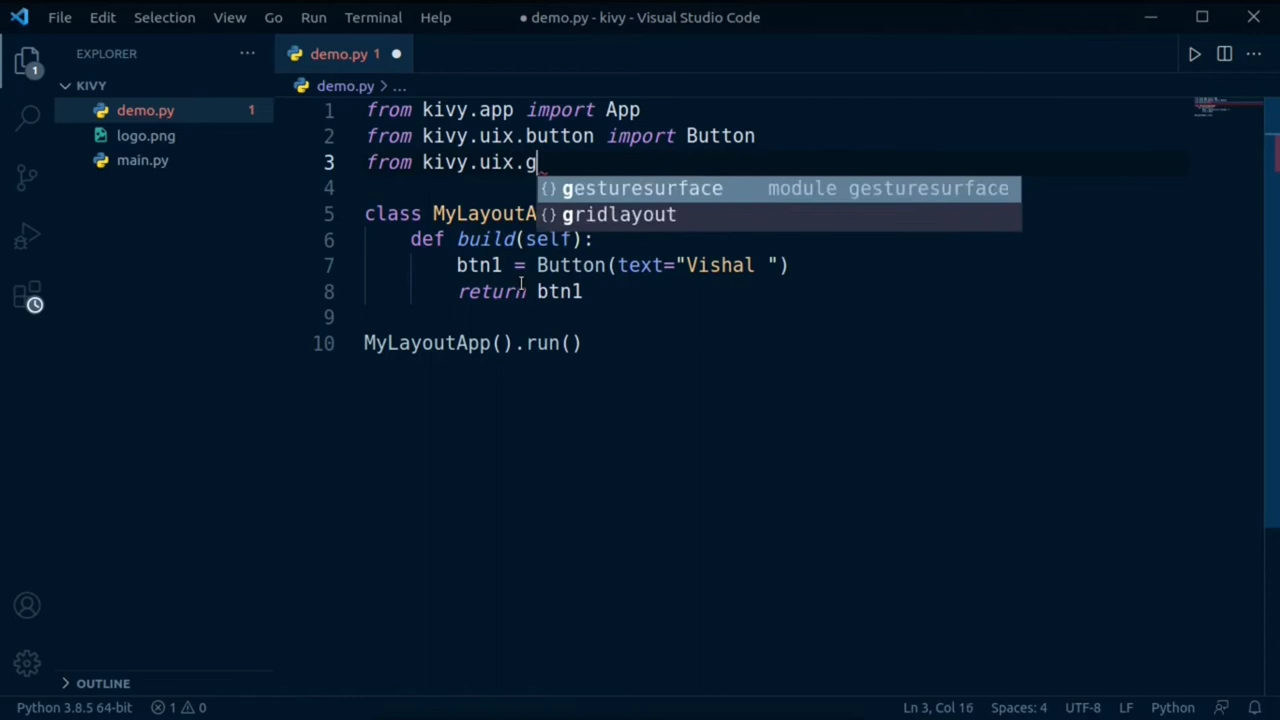 File Edit Selection View Go Run Terminal Help ● demo.py - kivy - Visual Studio Code
EXPLORER ···
demo.py 1 ●
1
KIVY
demo.py 1
logo.png
main.py
demo.py > ...
1 from kivy.app import App
2 from kivy.uix.button import Button
3 from kivy.uix.g
{} gesturesurface module gesturesurface
{} gridlayout
4
5 class MyLayoutA
6 def build(self):
7 btn1 = Button(text="Vishal ")
8 return btn1
9
10 MyLayoutApp().run()
OUTLINE
Python 3.8.5 64-bit 1 0 Ln 3, Col 16 Spaces: 4 UTF-8 LF Python